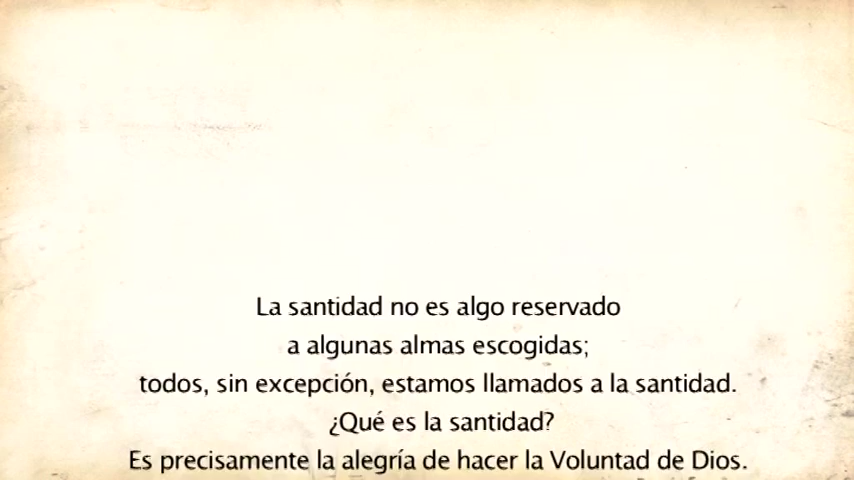 La santidad no es algo reservado
a algunas almas escogidas;
todos, sin excepción, estamos llamados a la santidad.
¿Qué es la santidad?
Es precisamente la alegría de hacer la Voluntad de Dios.